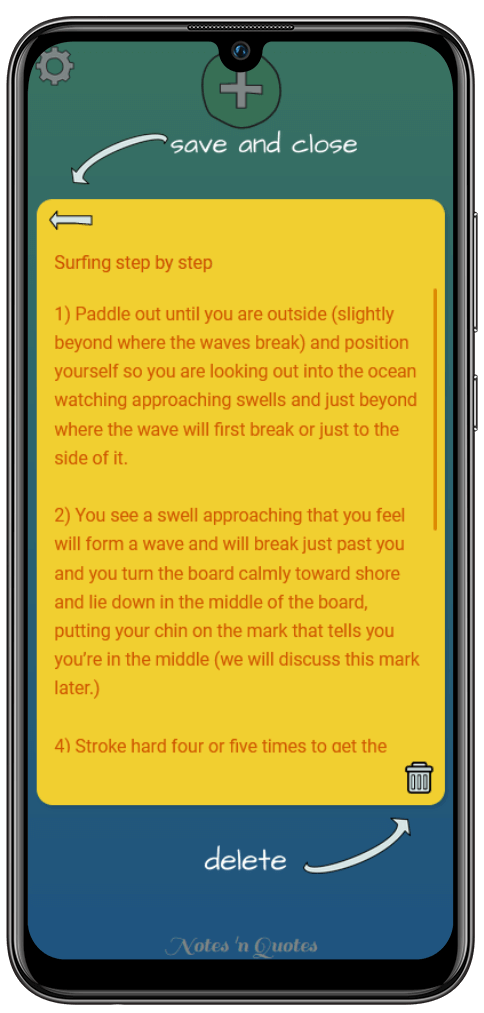 save and close
Surfing step by step
1) Paddle out until you are outside (slightly
beyond where the waves break) and position
yourself so you are looking out into the ocean
watching approaching swells and just beyond
where the wave will first break or just to the
side of it.
2) You see a swell approaching that you feel
will form a wave and will break just past you
and you turn the board calmly toward shore
and lie down in the middle of the board,
putting your chin on the mark that tells you
you’re in the middle (we will discuss this mark
later.)
4) Stroke hard four or five times to get the
delete
Notes 'n Quotes